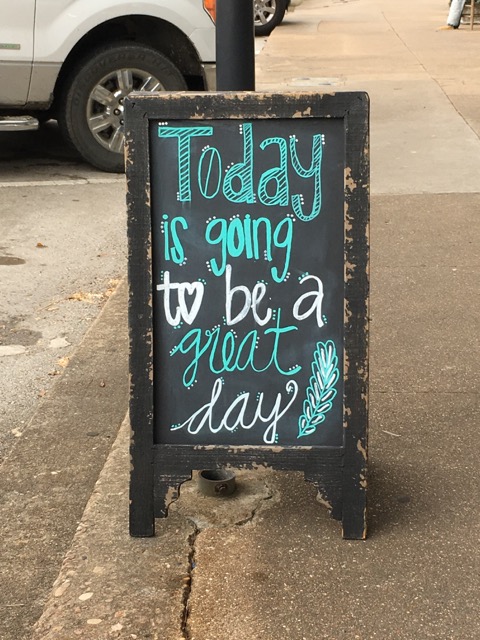 Today
is going
to be a
great
day